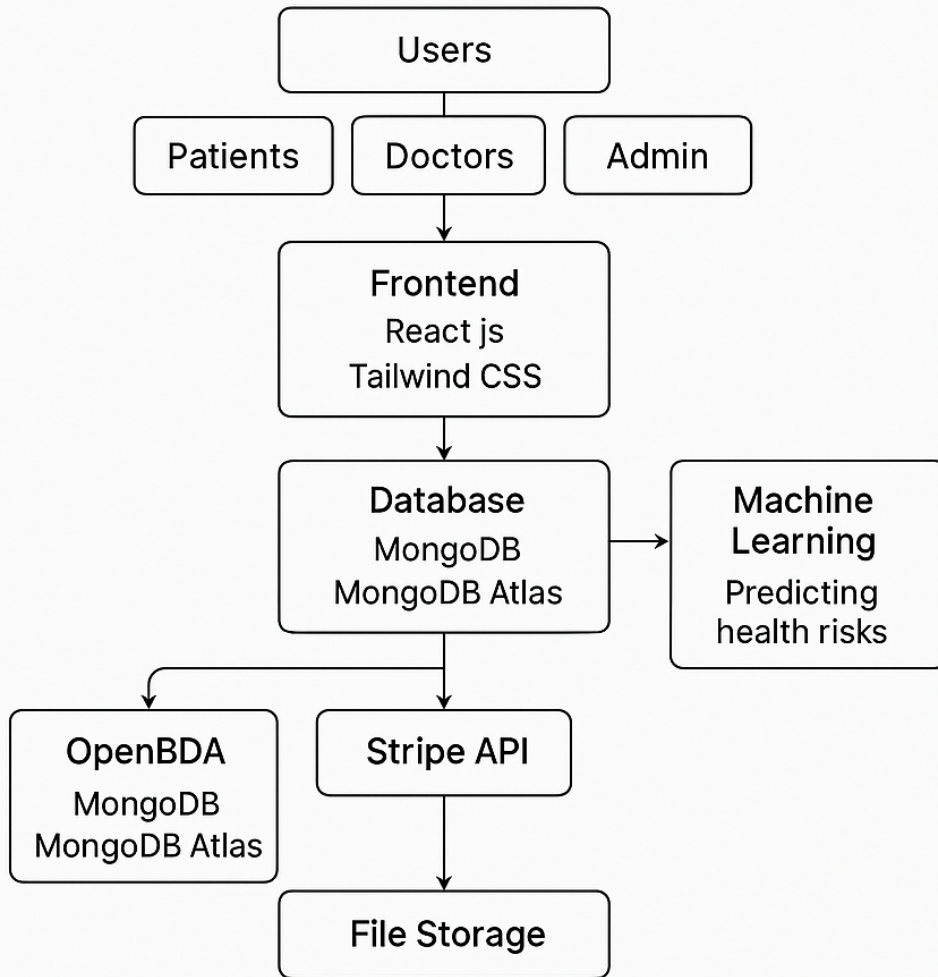 Users
Patients
Doctors
Admin
Frontend
React js
Tailwind CSS
Database
MongoDB
MongoDB Atlas
Machine
Learning
Predicting
health risks
OpenBDA
MongoDB
MongoDB Atlas
Stripe API
File Storage